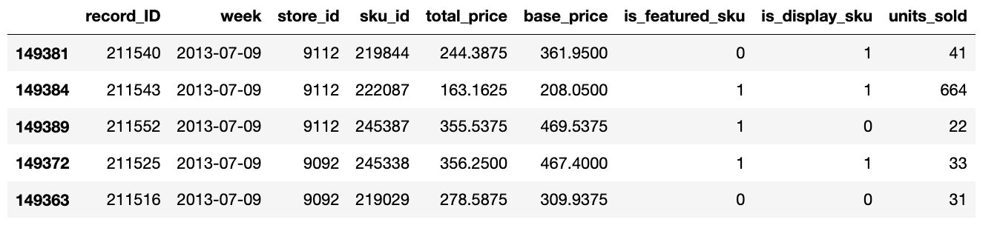 record_ID week store_id sku_id total_price base_price is_featured_sku is_display_sku units_sold
149381 211540 2013-07-09 9112 219844 244.3875 361.9500 0 1 41
149384 211543 2013-07-09 9112 222087 163.1625 208.0500 1 1 664
149389 211552 2013-07-09 9112 245387 355.5375 469.5375 1 0 22
149372 211525 2013-07-09 9092 245338 356.2500 467.4000 1 1 33
149363 211516 2013-07-09 9092 219029 278.5875 309.9375 0 0 31